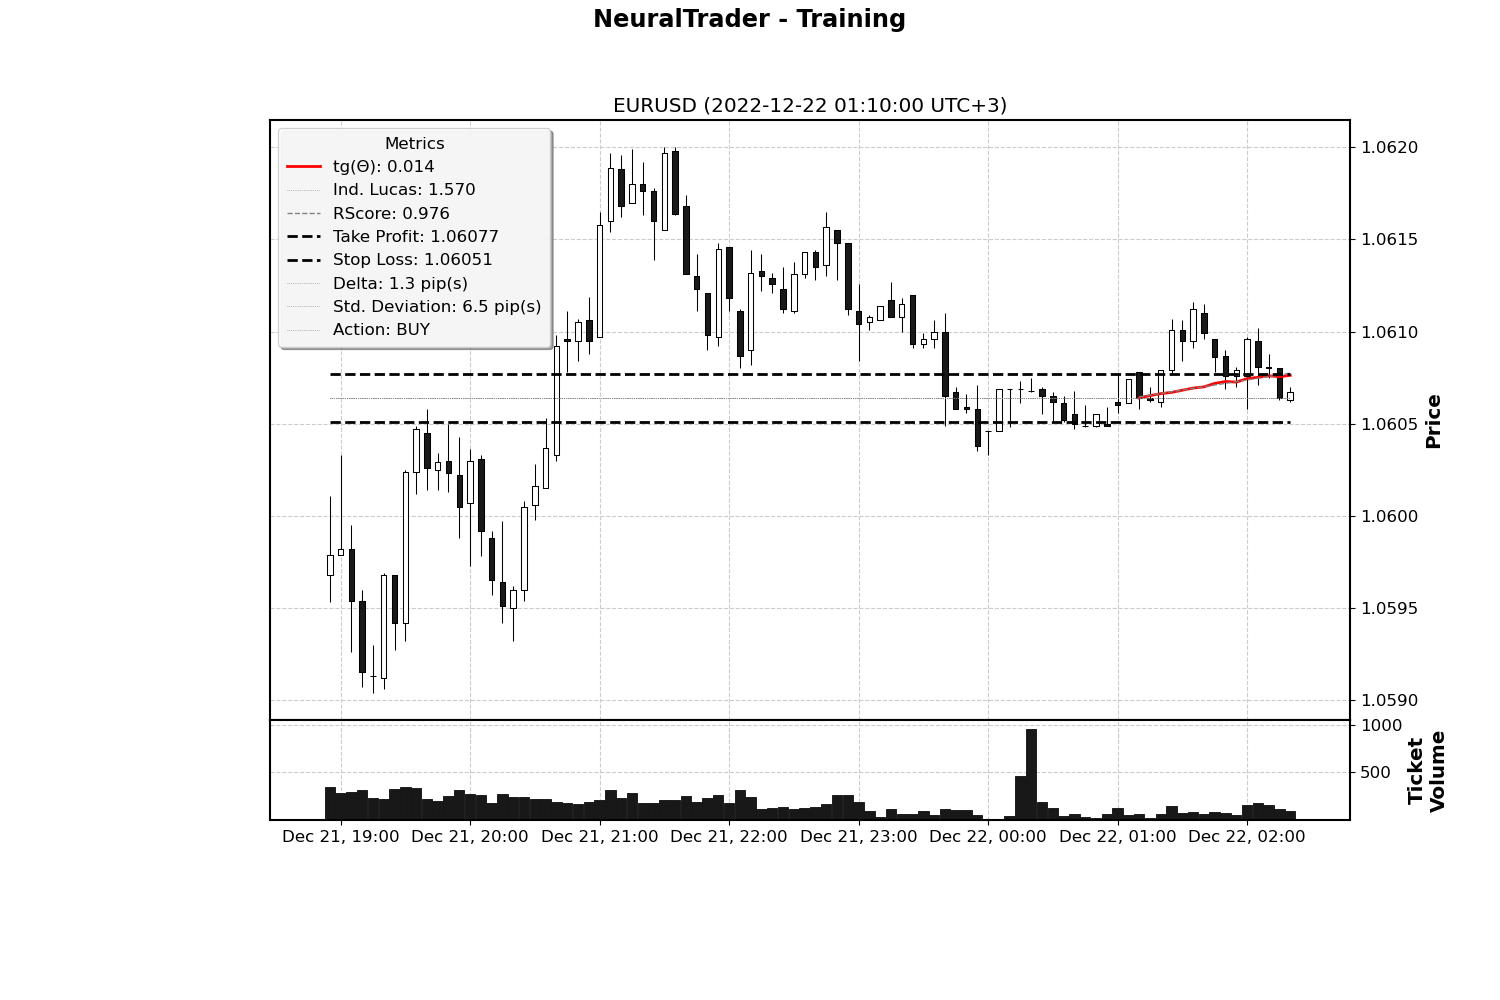 NeuralTrader - Training
EURUSD (2022-12-22 01:10:00 UTC+3)
Metrics
tg(Θ): 0.014
Ind. Lucas: 1.570
RScore: 0.976
Take Profit: 1.06077
Stop Loss: 1.06051
Delta: 1.3 pip(s)
Std. Deviation: 6.5 pip(s)
Action: BUY
1.0620
1.0615
1.0610
1.0605
1.0600
1.0595
1.0590
Price
1000
500
Ticket
Volume
Dec 21, 19:00 Dec 21, 20:00 Dec 21, 21:00 Dec 21, 22:00 Dec 21, 23:00 Dec 22, 00:00 Dec 22, 01:00 Dec 22, 02:00